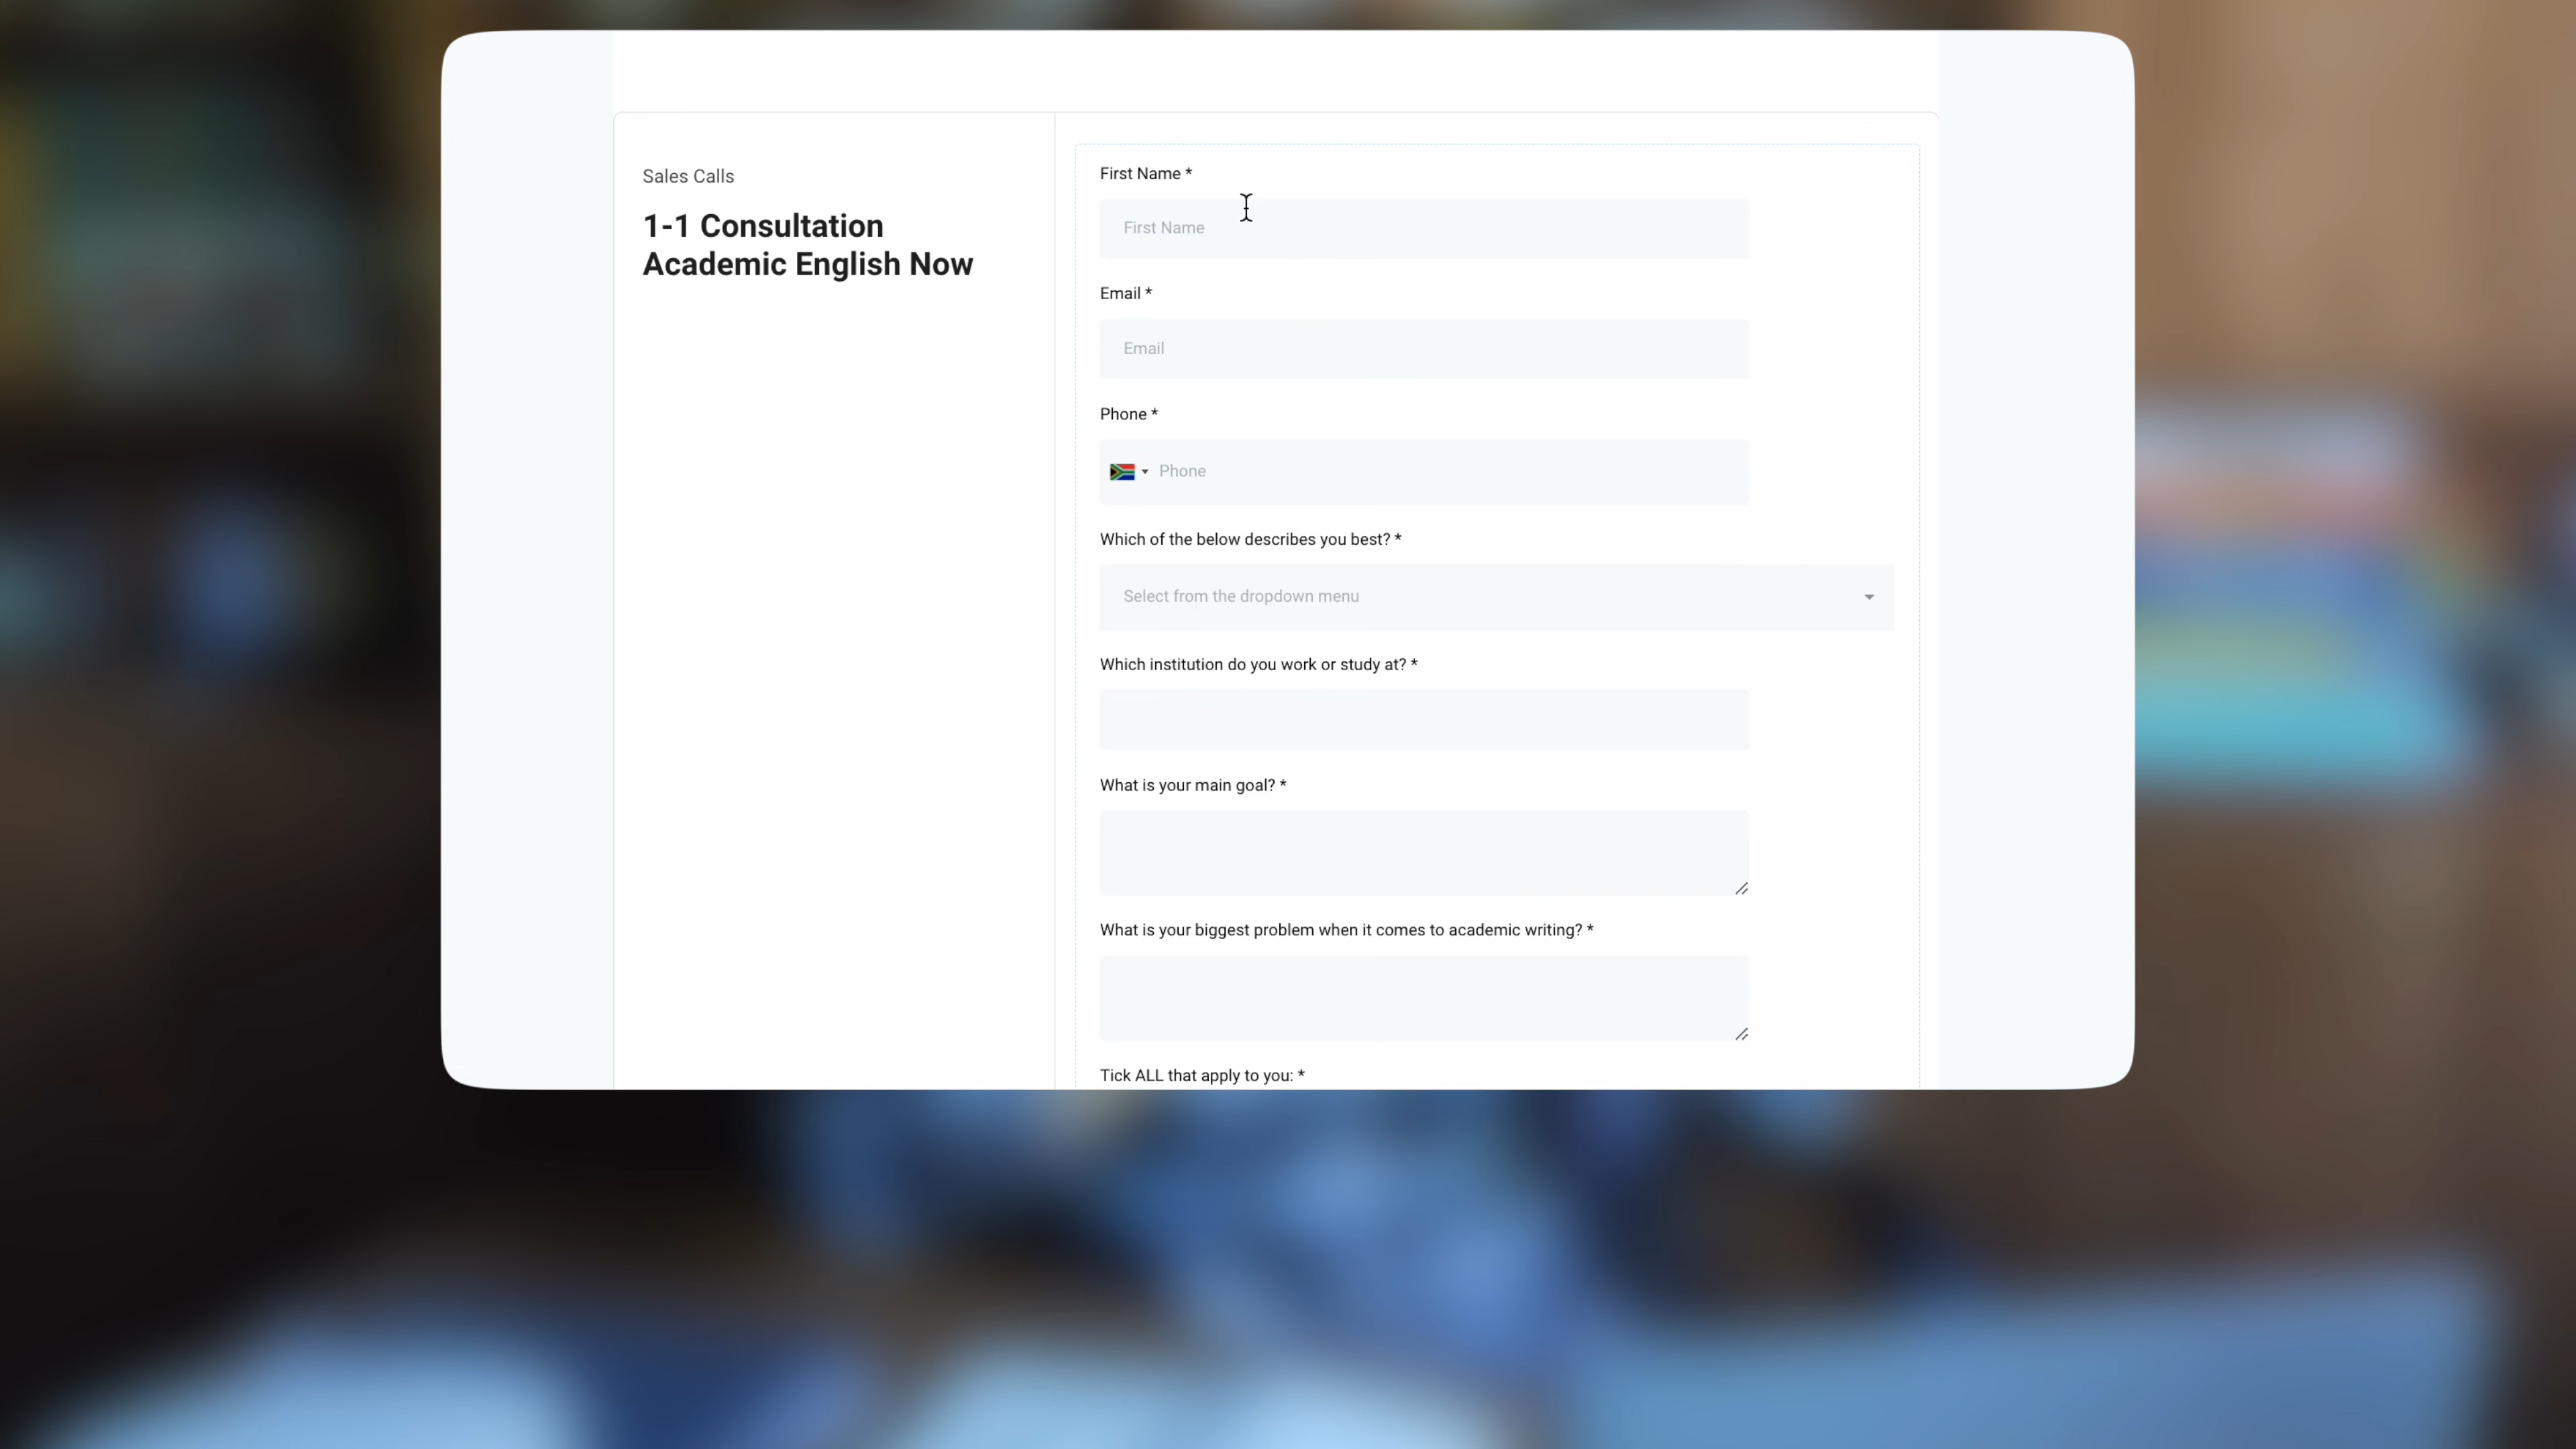 Sales Calls
1-1 Consultation
Academic English Now
First Name *
First Name
Email *
Email
Phone *
Phone
Which of the below describes you best? *
Select from the dropdown menu
Which institution do you work or study at? *
What is your main goal? *
What is your biggest problem when it comes to academic writing? *
Tick ALL that apply to you: *